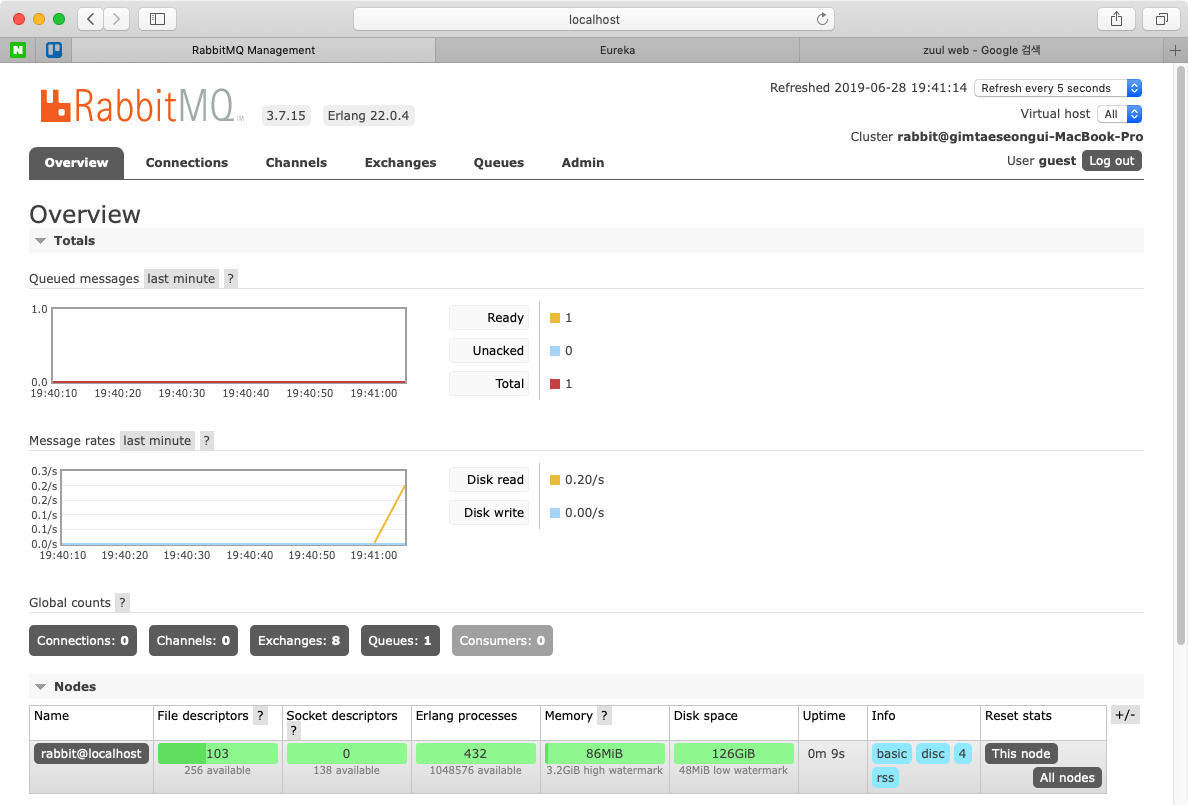 localhost
N
RabbitMQ Management
Eureka
zuul web - Google 검색
RabbitMQ TM
3.7.15
Erlang 22.0.4
Refreshed 2019-06-28 19:41:14
Refresh every 5 seconds
Virtual host
All
Cluster rabbit@gimtaeseongui-MacBook-Pro
User guest
Log out
Overview
Connections
Channels
Exchanges
Queues
Admin
Overview
Totals
Queued messages last minute ?
1.0
0.0
19:40:10 19:40:20 19:40:30 19:40:40 19:40:50 19:41:00
Ready 1
Unacked 0
Total 1
Message rates last minute ?
0.3/s
0.2/s
0.2/s
0.1/s
0.1/s
0.0/s
19:40:10 19:40:20 19:40:30 19:40:40 19:40:50 19:41:00
Disk read 0.20/s
Disk write 0.00/s
Global counts ?
Connections: 0
Channels: 0
Exchanges: 8
Queues: 1
Consumers: 0
Nodes
Name
File descriptors ?
Socket descriptors ?
Erlang processes
Memory ?
Disk space
Uptime
Info
Reset stats
+/-
rabbit@localhost
103
256 available
0
138 available
432
1048576 available
86MiB
3.2GiB high watermark
126GiB
48MiB low watermark
0m 9s
basic disc 4
rss
This node
All nodes